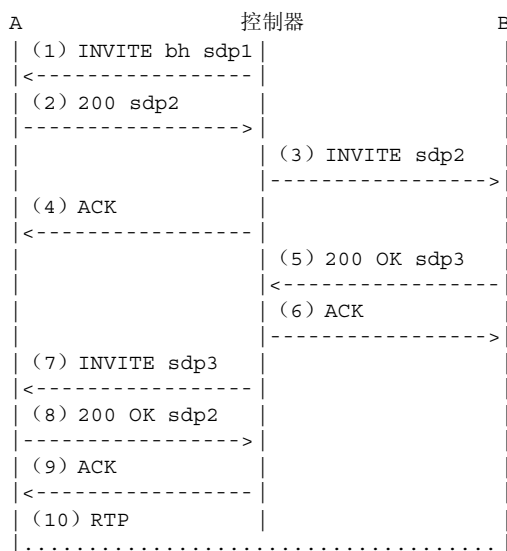 A 控制器 B
（1）INVITE bh sdp1
（2）200 sdp2
（3）INVITE sdp2
（4）ACK
（5）200 OK sdp3
（6）ACK
（7）INVITE sdp3
（8）200 OK sdp2
（9）ACK
（10）RTP